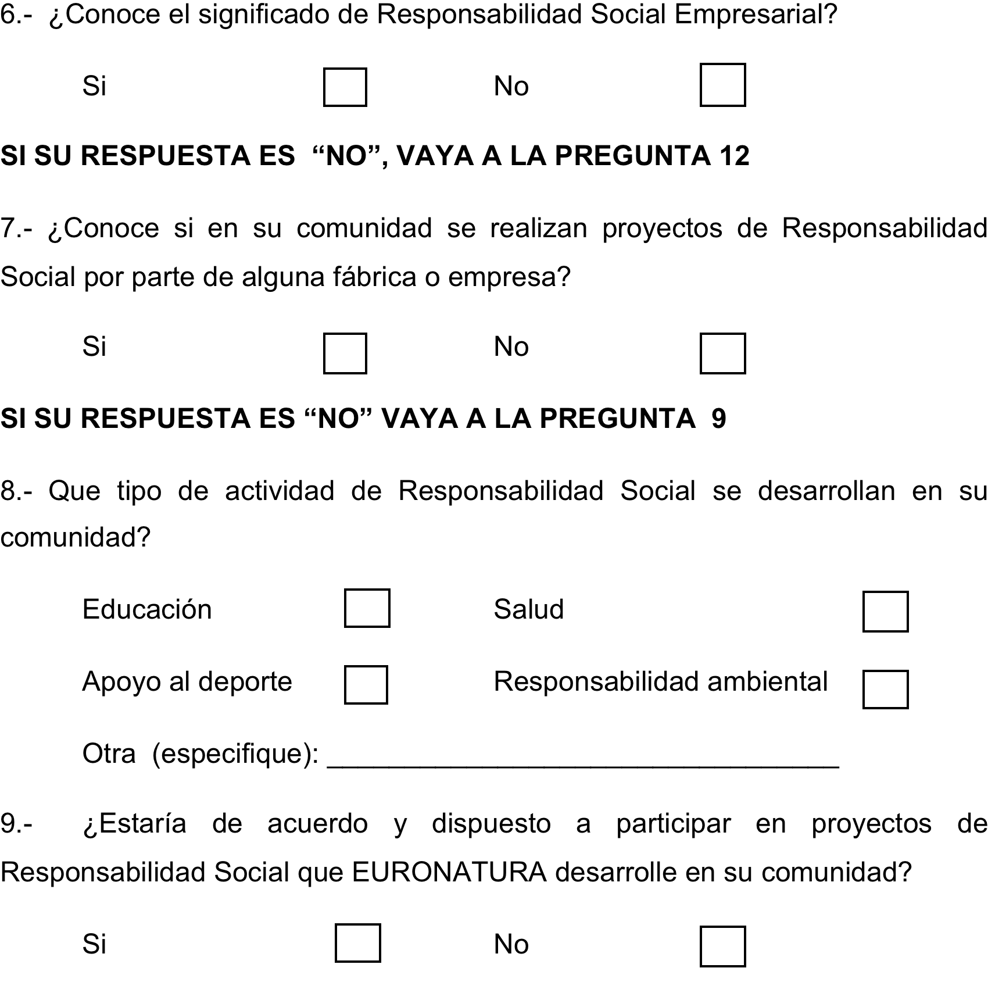 6.- ¿Conoce el significado de Responsabilidad Social Empresarial?
Si No
SI SU RESPUESTA ES “NO”, VAYA A LA PREGUNTA 12
7.- ¿Conoce si en su comunidad se realizan proyectos de Responsabilidad
Social por parte de alguna fábrica o empresa?
Si No
SI SU RESPUESTA ES “NO” VAYA A LA PREGUNTA 9
8.- Que tipo de actividad de Responsabilidad Social se desarrollan en su
comunidad?
Educación Salud
Apoyo al deporte Responsabilidad ambiental
Otra (especifique): _________________________________
9.- ¿Estaría de acuerdo y dispuesto a participar en proyectos de
Responsabilidad Social que EURONATURA desarrolle en su comunidad?
Si No